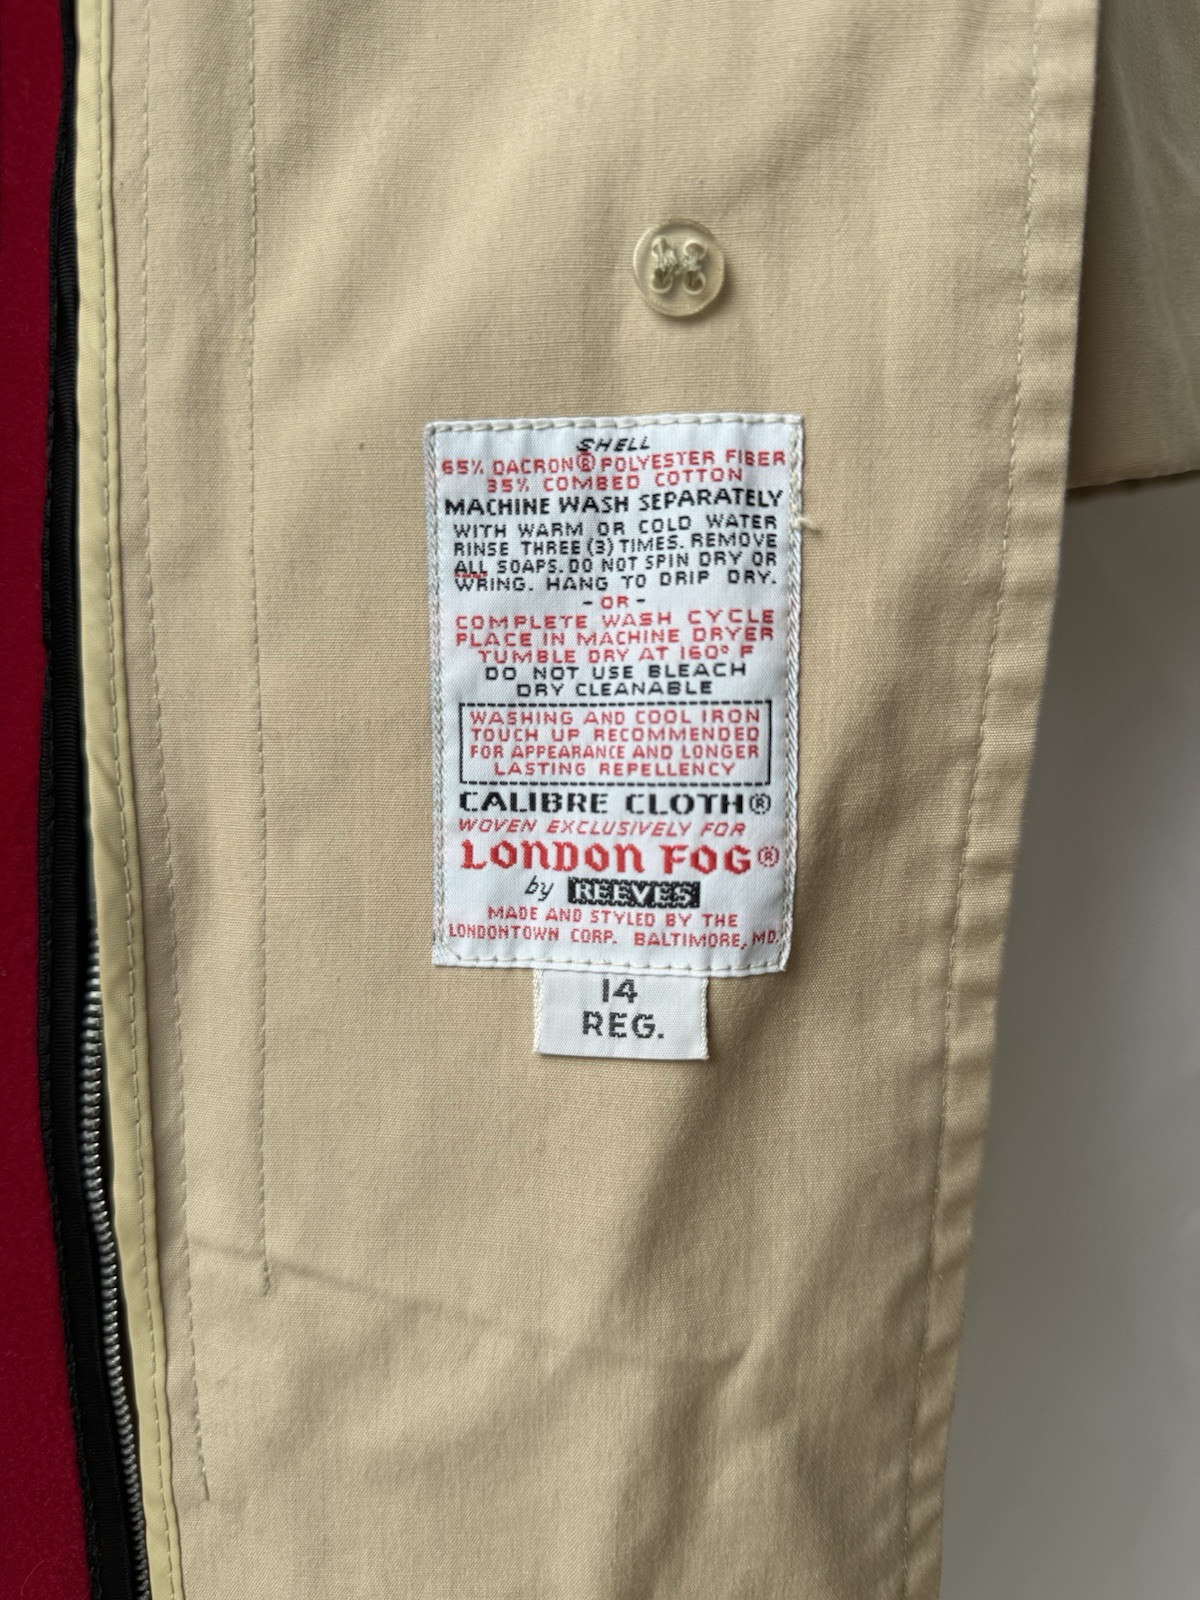 SHELL
65% DACRON® POLYESTER FIBER
35% COMBED COTTON
MACHINE WASH SEPARATELY
WITH WARM OR COLD WATER
RINSE THREE (3) TIMES. REMOVE
ALL SOAPS. DO NOT SPIN DRY OR
WRING. HANG TO DRIP DRY.
- OR -
COMPLETE WASH CYCLE
PLACE IN MACHINE DRYER
TUMBLE DRY AT 160° F
DO NOT USE BLEACH
DRY CLEANABLE
WASHING AND COOL IRON
TOUCH UP RECOMMENDED
FOR APPEARANCE AND LONGER
LASTING REPELLENCY
CALIBRE CLOTH®
WOVEN EXCLUSIVELY FOR
LONDON FOG®
by REEVES
MADE AND STYLED BY THE
LONDONTOWN CORP. BALTIMORE, MD.
14
REG.